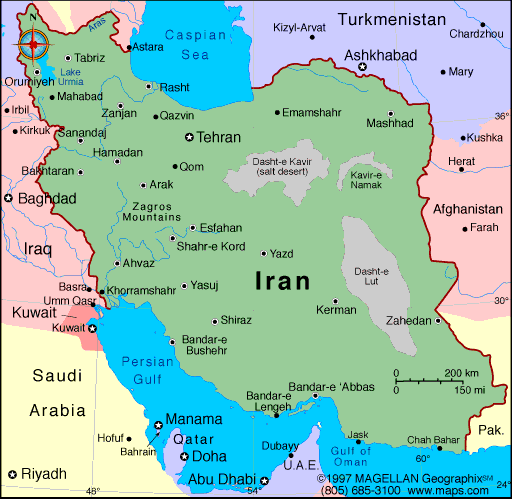 N
Turkmenistan
Kizyl-Arvat
Chardzhou
Aras
Astara
Caspian
Sea
Ashkhabad
Tabriz
Mary
Lake
Urmia
Orumiyeh
Rasht
Mahabad
Irbil
Zanjan
Qazvin
Emamshahr
Mashhad
36°
Kirkuk
Sanandaj
Tehran
Kushka
Hamadan
Dasht-e Kavir
(salt desert)
Herat
Bakhtaran
Qom
Kavir-e
Namak
Arak
Baghdad
Zagros
Mountains
Afghanistan
Esfahan
Farah
Shahr-e Kord
Iraq
Yazd
Ahvaz
Dasht-e
Lut
Iran
Basra
Khorramshahr
Yasuj
Umm Qasr
Kerman
30°
Kuwait
Shiraz
Zahedan
Kuwait
Bandar-e
Bushehr
Persian
Gulf
0
200 km
0
150 mi
Saudi
Arabia
Bandar-e 'Abbas
Bandar-e
Lengeh
Manama
Pak.
Hofuf
Qatar
Jask
Chah Bahar
Bahrain
Dubayy
Gulf of
Oman
Doha
60°
Riyadh
U.A.E.
Abu Dhabi
48°
54°
©1997 MAGELLAN Geographix℠
(805) 685-3100 www.maps.com
24°